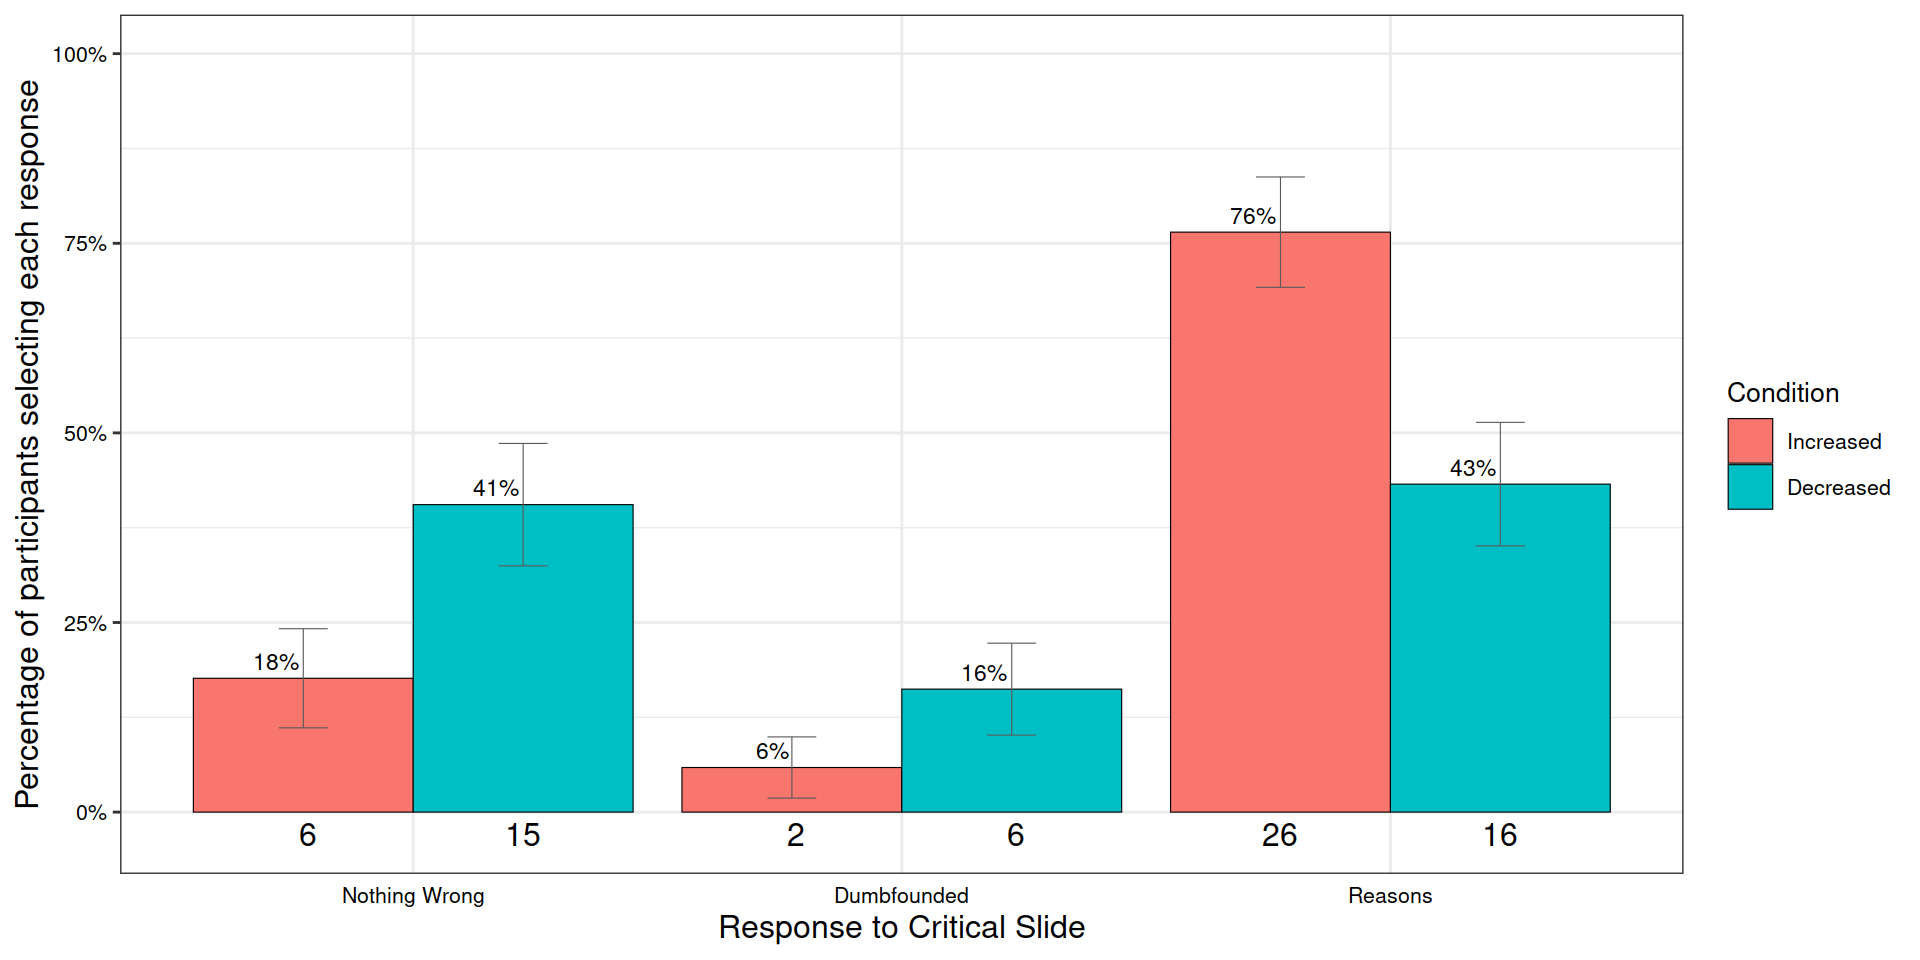 Percentage of participants selecting each response
100%
75%
50%
25%
0%
18%
41%
6%
16%
76%
43%
6
15
2
6
26
16
Nothing Wrong
Dumbfounded
Reasons
Response to Critical Slide
Condition
Increased
Decreased